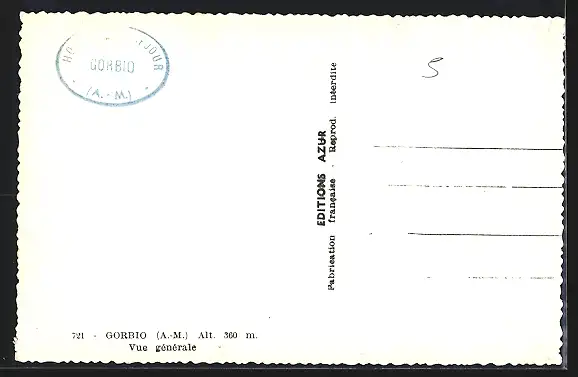 GORBIO
(A.-M.)
5
EDITIONS AZUR
Fabrication française - Reprod. interdite
721 - GORBIO (A.-M.) Alt. 360 m.
Vue générale